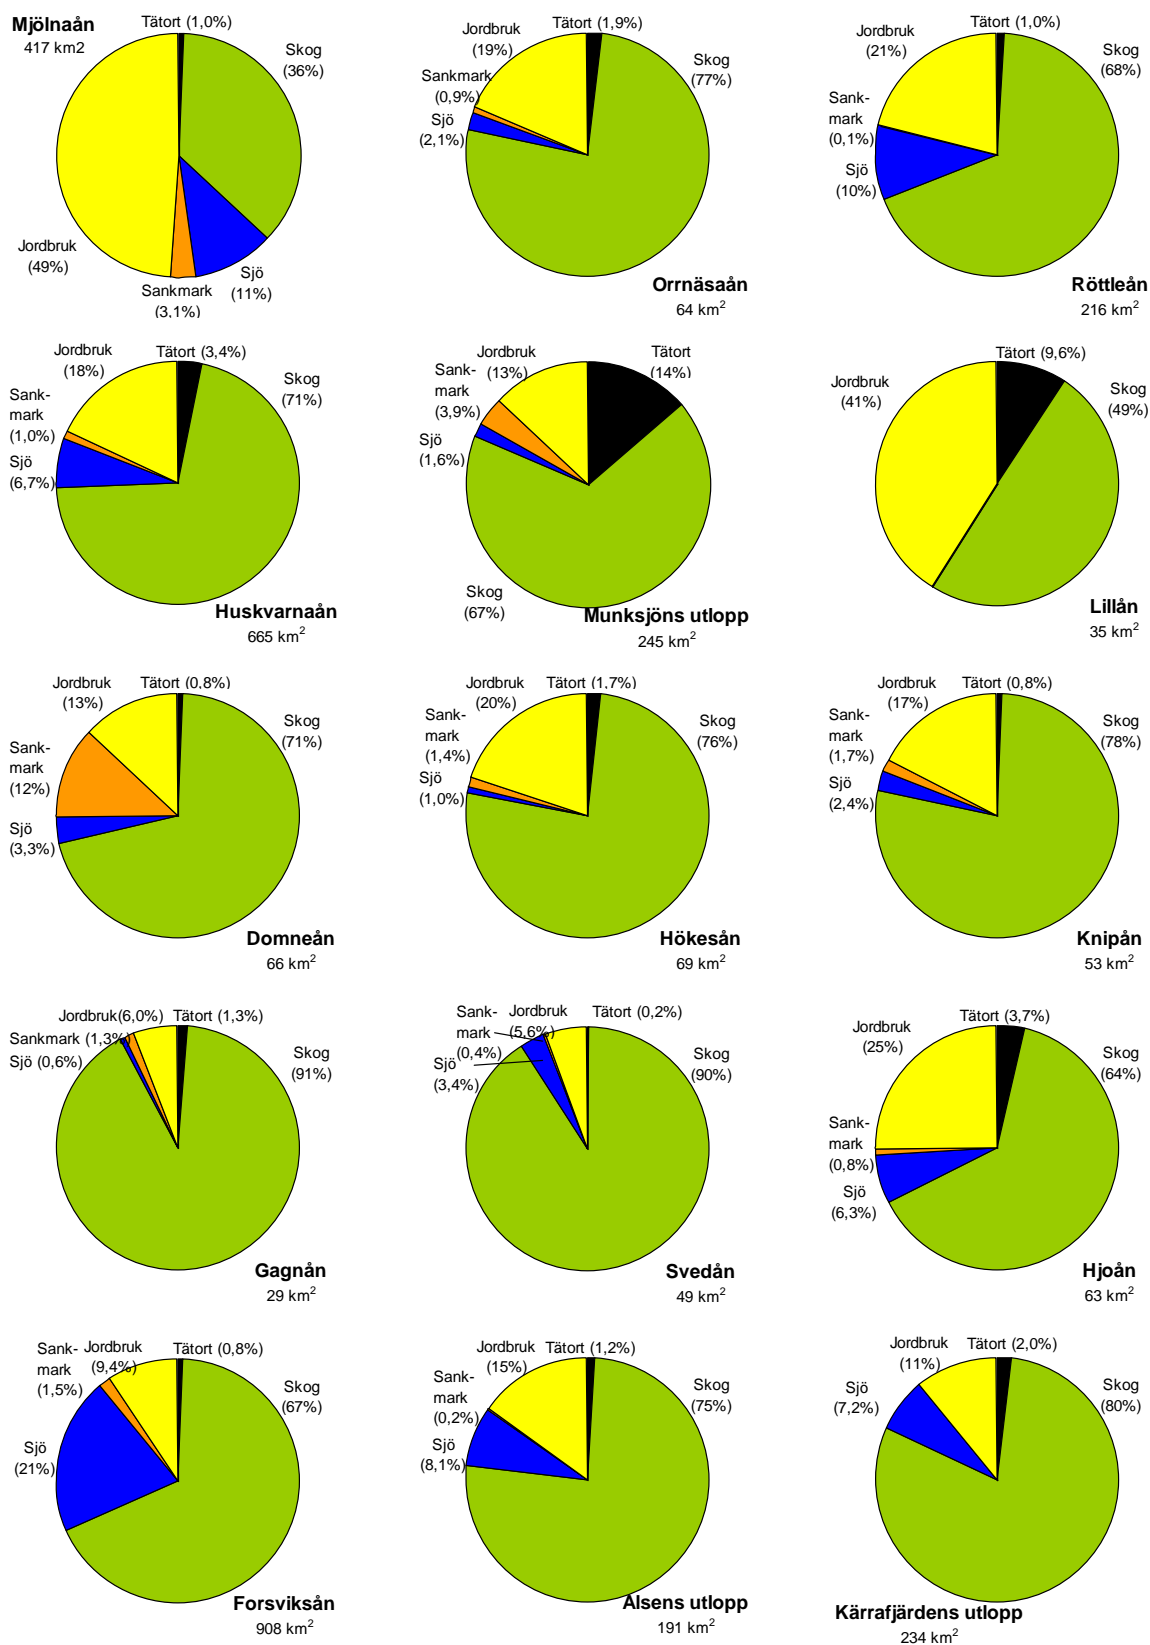 Mjölnaån
417 km2
Tätort (1,0%)
Skog
(36%)
Jordbruk
(49%)
Sjö
(11%)
Sankmark
(3,1%)
Jordbruk
(19%)
Tätort (1,9%)
Skog
(77%)
Sankmark
(0,9%)
Sjö
(2,1%)
Orrnäsaån
64 km²
Jordbruk
(21%)
Tätort (1,0%)
Skog
(68%)
Sank-
mark
(0,1%)
Sjö
(10%)
Röttleån
216 km²
Jordbruk
(18%)
Tätort (3,4%)
Skog
(71%)
Sank-
mark
(1,0%)
Sjö
(6,7%)
Huskvarnaån
665 km²
Jordbruk
(13%)
Tätort
(14%)
Sank-
mark
(3,9%)
Sjö
(1,6%)
Skog
(67%)
Munksjöns utlopp
245 km²
Tätort (9,6%)
Jordbruk
(41%)
Skog
(49%)
Lillån
35 km²
Jordbruk
(13%)
Tätort (0,8%)
Skog
(71%)
Sank-
mark
(12%)
Sjö
(3,3%)
Domneån
66 km²
Jordbruk
(20%)
Tätort (1,7%)
Skog
(76%)
Sank-
mark
(1,4%)
Sjö
(1,0%)
Hökesån
69 km²
Jordbruk
(17%)
Tätort (0,8%)
Skog
(78%)
Sank-
mark
(1,7%)
Sjö
(2,4%)
Knipån
53 km²
Jordbruk(6,0%)
Tätort (1,3%)
Sankmark (1,3%)
Sjö (0,6%)
Skog
(91%)
Gagnån
29 km²
Sank-
mark
(0,4%)
Jordbruk
(5,6%)
Tätort (0,2%)
Sjö
(3,4%)
Skog
(90%)
Svedån
49 km²
Jordbruk
(25%)
Tätort (3,7%)
Skog
(64%)
Sank-
mark
(0,8%)
Sjö
(6,3%)
Hjoån
63 km²
Sank-
mark
(1,5%)
Jordbruk
(9,4%)
Tätort (0,8%)
Skog
(67%)
Sjö
(21%)
Forsviksån
908 km²
Jordbruk
(15%)
Tätort (1,2%)
Skog
(75%)
Sank-
mark
(0,2%)
Sjö
(8,1%)
Alsens utlopp
191 km²
Jordbruk
(11%)
Tätort (2,0%)
Skog
(80%)
Sjö
(7,2%)
Kärrafjärdens utlopp
234 km²